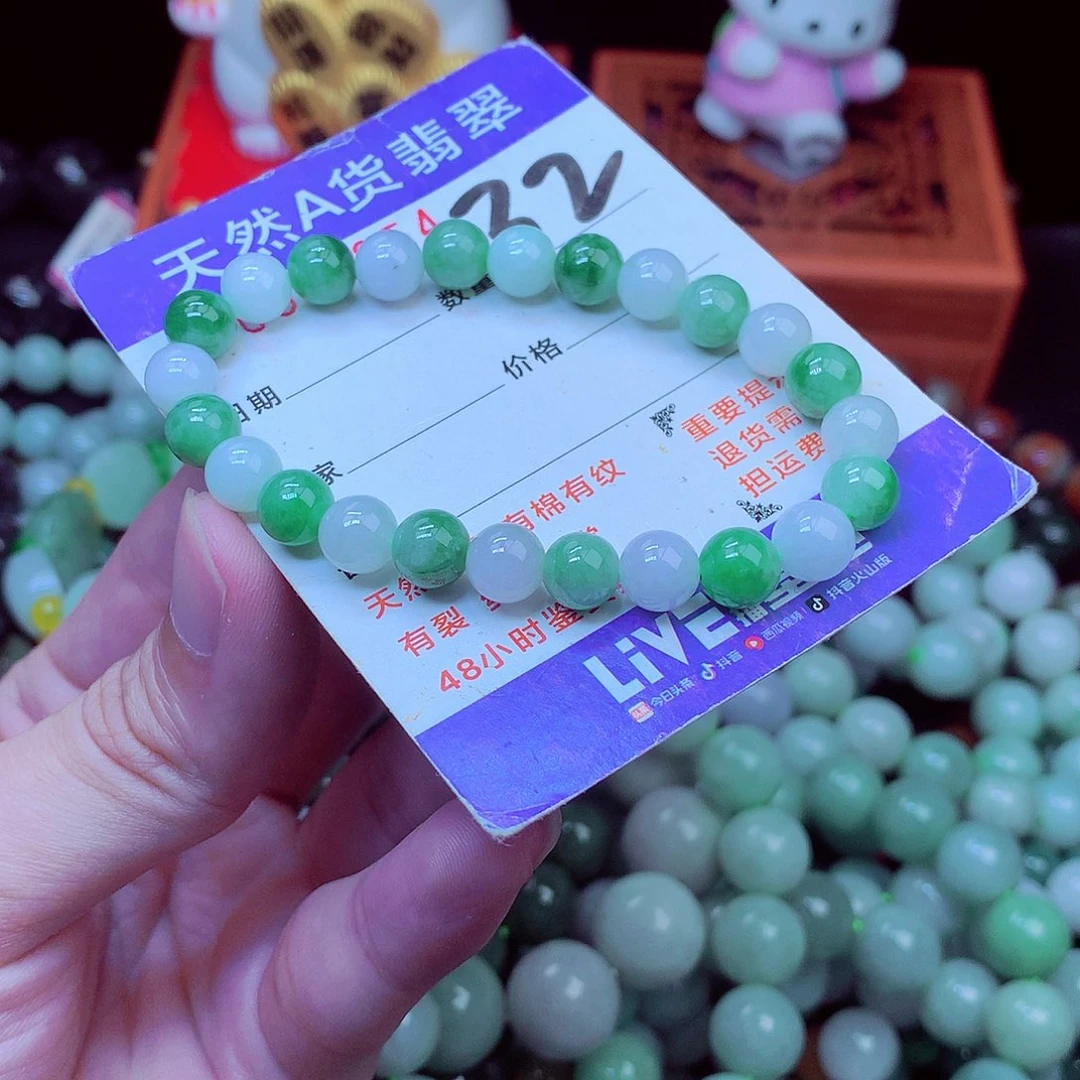 天然A货翡翠
32
数量
日期
价格
家
重要提
退货需
担运费
有棉有纹
天然
有裂
48小时鉴
LiVE
今日头条 抖音 西瓜视频 抖音火山版